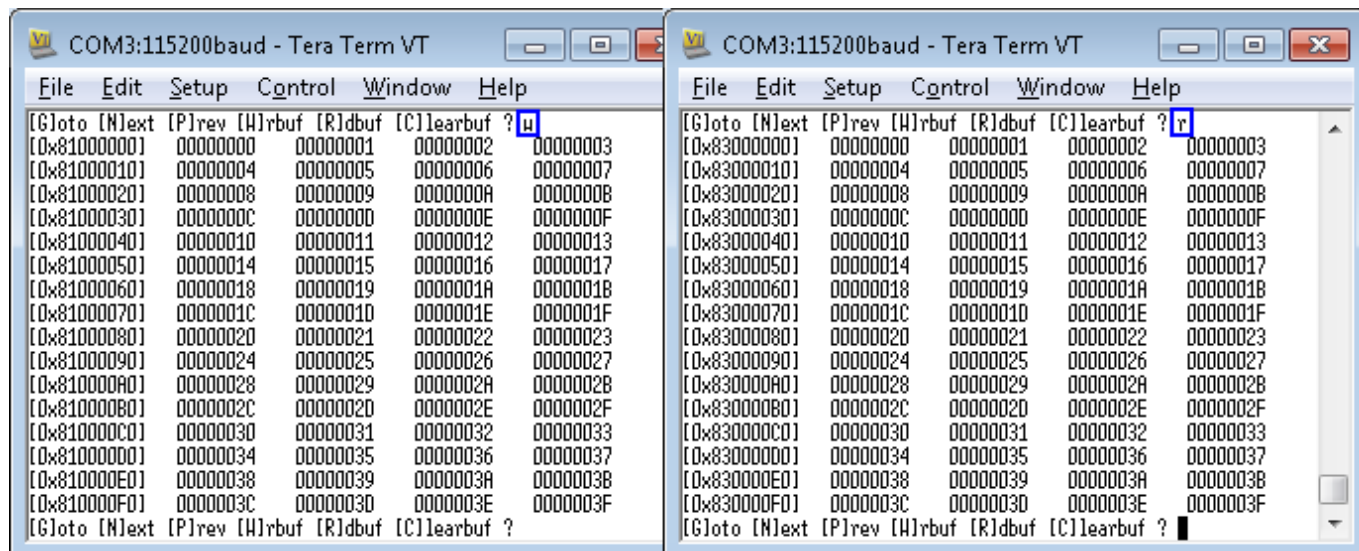 COM3:115200baud - Tera Term VT
File Edit Setup Control Window Help
[G]oto [N]ext [P]rev [W]rbuf [R]dbuf [C]learbuf ? w
[0x81000000] 00000000 00000001 00000002 00000003
[0x81000010] 00000004 00000005 00000006 00000007
[0x81000020] 00000008 00000009 0000000A 0000000B
[0x81000030] 0000000C 0000000D 0000000E 0000000F
[0x81000040] 00000010 00000011 00000012 00000013
[0x81000050] 00000014 00000015 00000016 00000017
[0x81000060] 00000018 00000019 0000001A 0000001B
[0x81000070] 0000001C 0000001D 0000001E 0000001F
[0x81000080] 00000020 00000021 00000022 00000023
[0x81000090] 00000024 00000025 00000026 00000027
[0x810000A0] 00000028 00000029 0000002A 0000002B
[0x810000B0] 0000002C 0000002D 0000002E 0000002F
[0x810000C0] 00000030 00000031 00000032 00000033
[0x810000D0] 00000034 00000035 00000036 00000037
[0x810000E0] 00000038 00000039 0000003A 0000003B
[0x810000F0] 0000003C 0000003D 0000003E 0000003F
[G]oto [N]ext [P]rev [W]rbuf [R]dbuf [C]learbuf ?
COM3:115200baud - Tera Term VT
File Edit Setup Control Window Help
[G]oto [N]ext [P]rev [W]rbuf [R]dbuf [C]learbuf ? r
[0x83000000] 00000000 00000001 00000002 00000003
[0x83000010] 00000004 00000005 00000006 00000007
[0x83000020] 00000008 00000009 0000000A 0000000B
[0x83000030] 0000000C 0000000D 0000000E 0000000F
[0x83000040] 00000010 00000011 00000012 00000013
[0x83000050] 00000014 00000015 00000016 00000017
[0x83000060] 00000018 00000019 0000001A 0000001B
[0x83000070] 0000001C 0000001D 0000001E 0000001F
[0x83000080] 00000020 00000021 00000022 00000023
[0x83000090] 00000024 00000025 00000026 00000027
[0x830000A0] 00000028 00000029 0000002A 0000002B
[0x830000B0] 0000002C 0000002D 0000002E 0000002F
[0x830000C0] 00000030 00000031 00000032 00000033
[0x830000D0] 00000034 00000035 00000036 00000037
[0x830000E0] 00000038 00000039 0000003A 0000003B
[0x830000F0] 0000003C 0000003D 0000003E 0000003F
[G]oto [N]ext [P]rev [W]rbuf [R]dbuf [C]learbuf ?